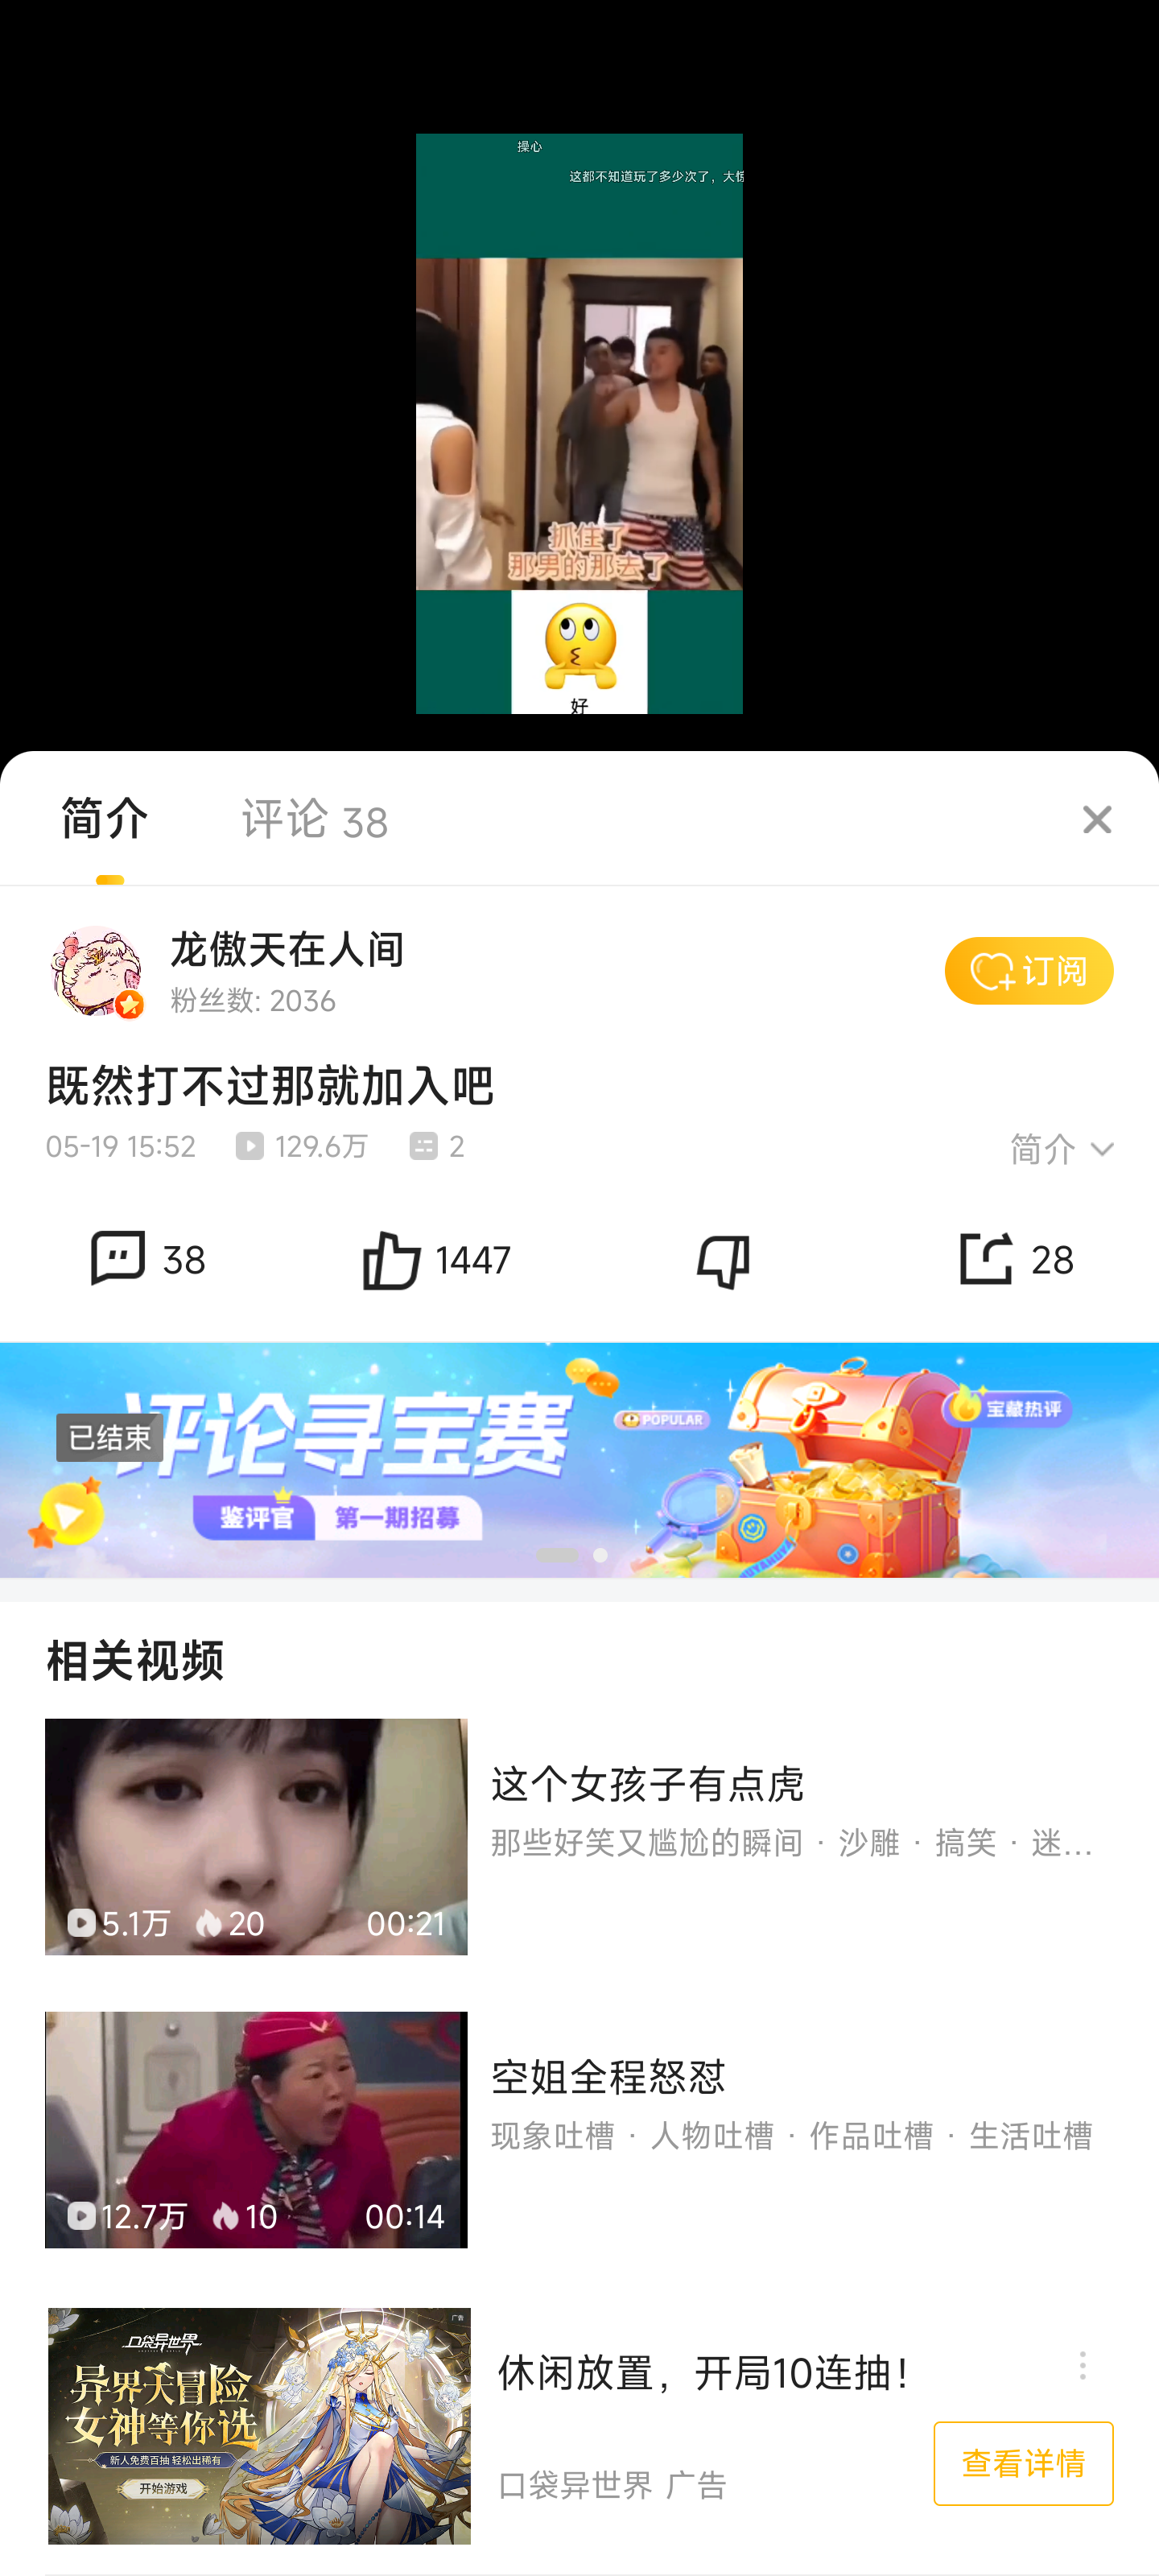 操心
这都不知道玩了多少次了，大惊
抓住了
那男的那去了
好
简介
评论 38
龙傲天在人间
粉丝数: 2036
订阅
既然打不过那就加入吧
05-19 15:52
129.6万
2
简介
38
1447
28
评论寻宝赛
已结束
POPULAR
宝藏热评
鉴评官
第一期招募
相关视频
这个女孩子有点虎
那些好笑又尴尬的瞬间 · 沙雕 · 搞笑 · 迷...
5.1万
20
00:21
空姐全程怒怼
现象吐槽 · 人物吐槽 · 作品吐槽 · 生活吐槽
12.7万
10
00:14
广告
口袋异世界
异界大冒险
女神等你选
新人免费百抽 轻松出稀有
开始游戏
休闲放置，开局10连抽！
查看详情
口袋异世界 广告